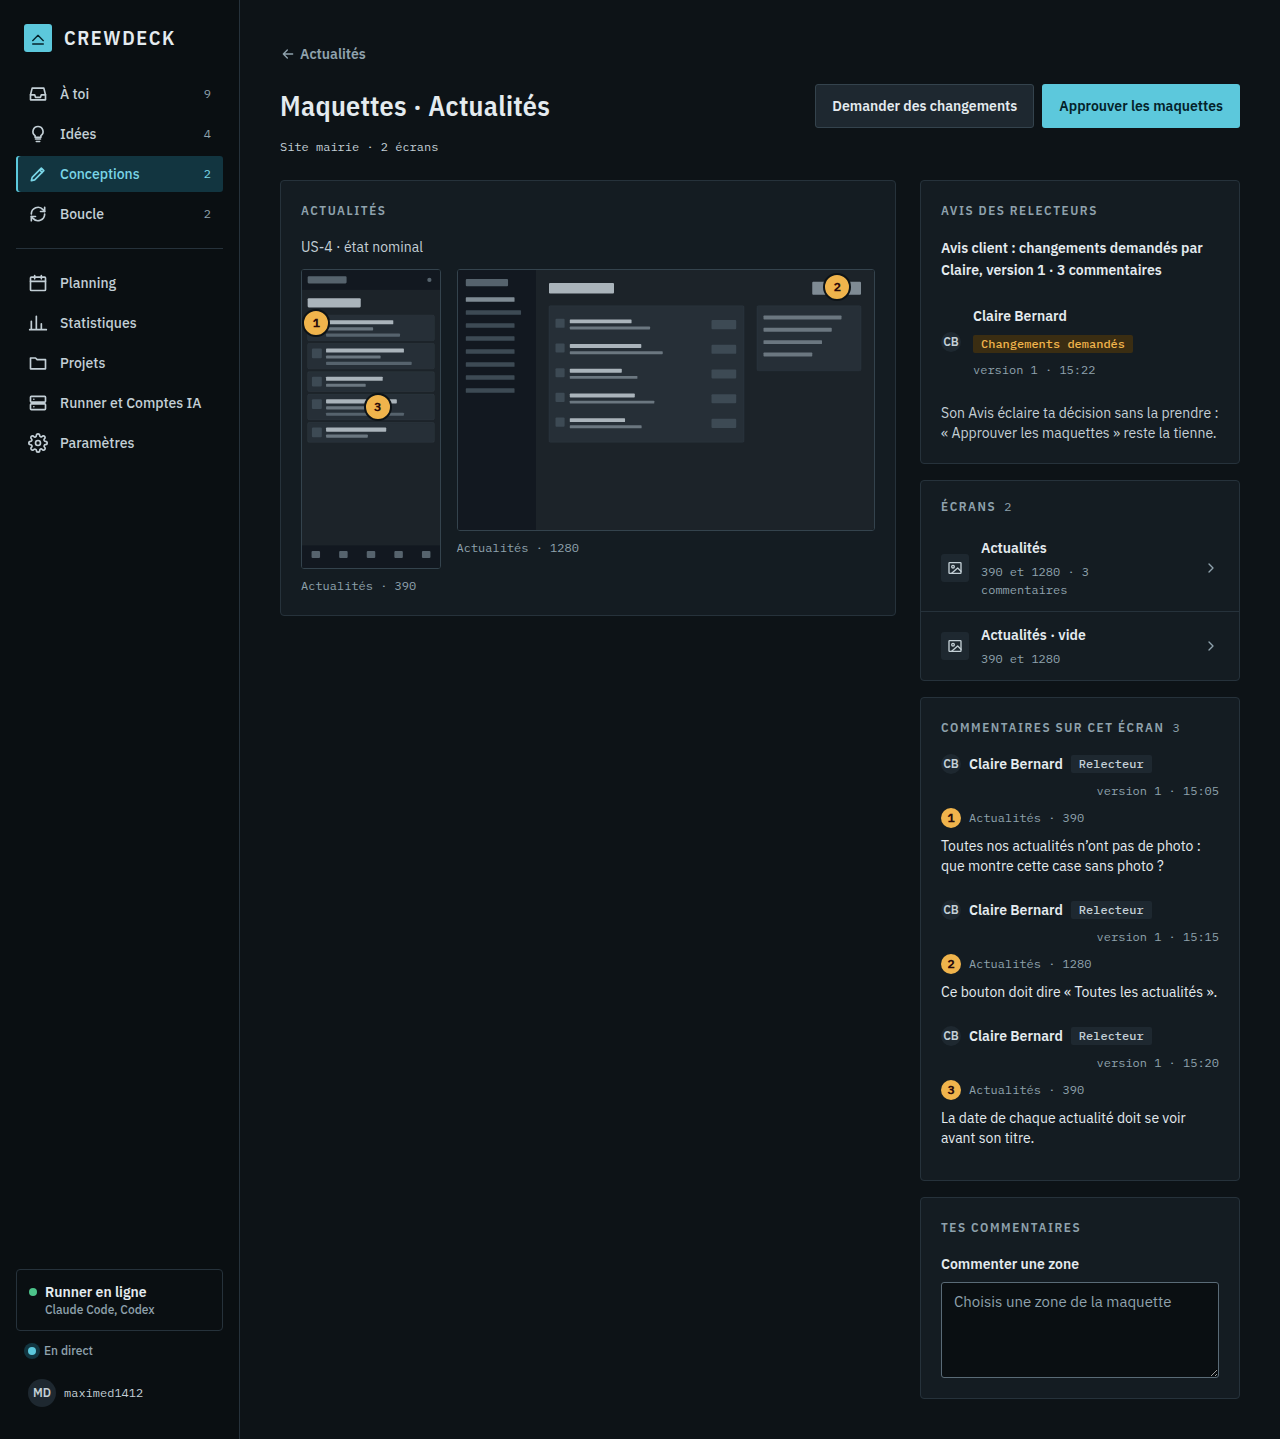 CREWDECK
À toi 9
Idées 4
Conceptions 2
Boucle 2
Planning
Statistiques
Projets
Runner et Comptes IA
Paramètres
Runner en ligne
Claude Code, Codex
En direct
MD maximed1412
← Actualités
Maquettes · Actualités
Demander des changements
Approuver les maquettes
Site mairie · 2 écrans
ACTUALITÉS
US-4 · état nominal
1
3
2
Actualités · 390
Actualités · 1280
AVIS DES RELECTEURS
Avis client : changements demandés par
Claire, version 1 · 3 commentaires
Claire Bernard
CB
Changements demandés
version 1 · 15:22
Son Avis éclaire ta décision sans la prendre :
« Approuver les maquettes » reste la tienne.
ÉCRANS 2
Actualités
390 et 1280 · 3
commentaires
Actualités · vide
390 et 1280
COMMENTAIRES SUR CET ÉCRAN 3
CB Claire Bernard Relecteur
version 1 · 15:05
1 Actualités · 390
Toutes nos actualités n’ont pas de photo :
que montre cette case sans photo ?
CB Claire Bernard Relecteur
version 1 · 15:15
2 Actualités · 1280
Ce bouton doit dire « Toutes les actualités ».
CB Claire Bernard Relecteur
version 1 · 15:20
3 Actualités · 390
La date de chaque actualité doit se voir
avant son titre.
TES COMMENTAIRES
Commenter une zone
Choisis une zone de la maquette